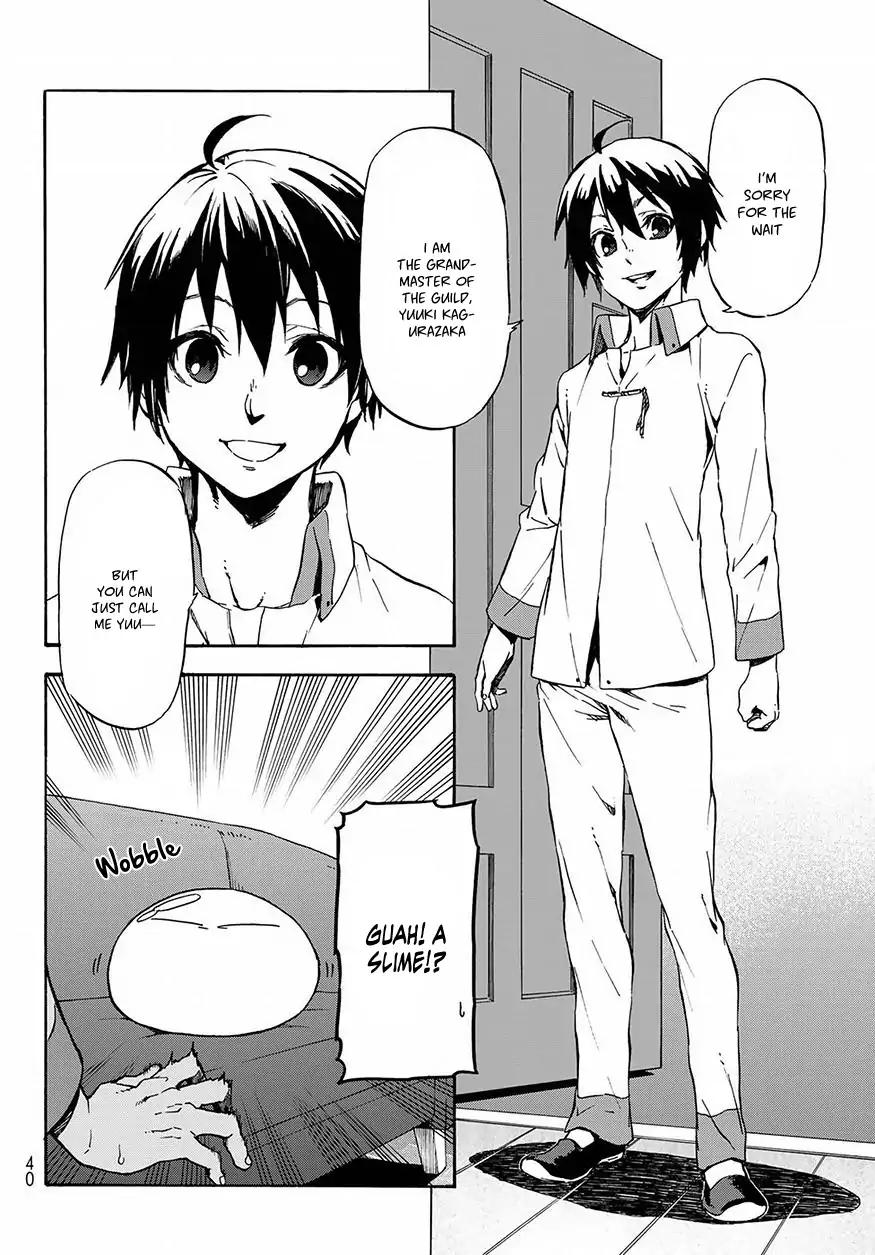 I'M
SORRY
FOR THE
WAIT
I AM
THE GRAND-
MASTER OF
THE GUILD,
YUUKI KAG-
URAZAKA
BUT
YOU CAN
JUST CALL
ME YUU—
Wobble
GUAH! A
SLIME!?
40